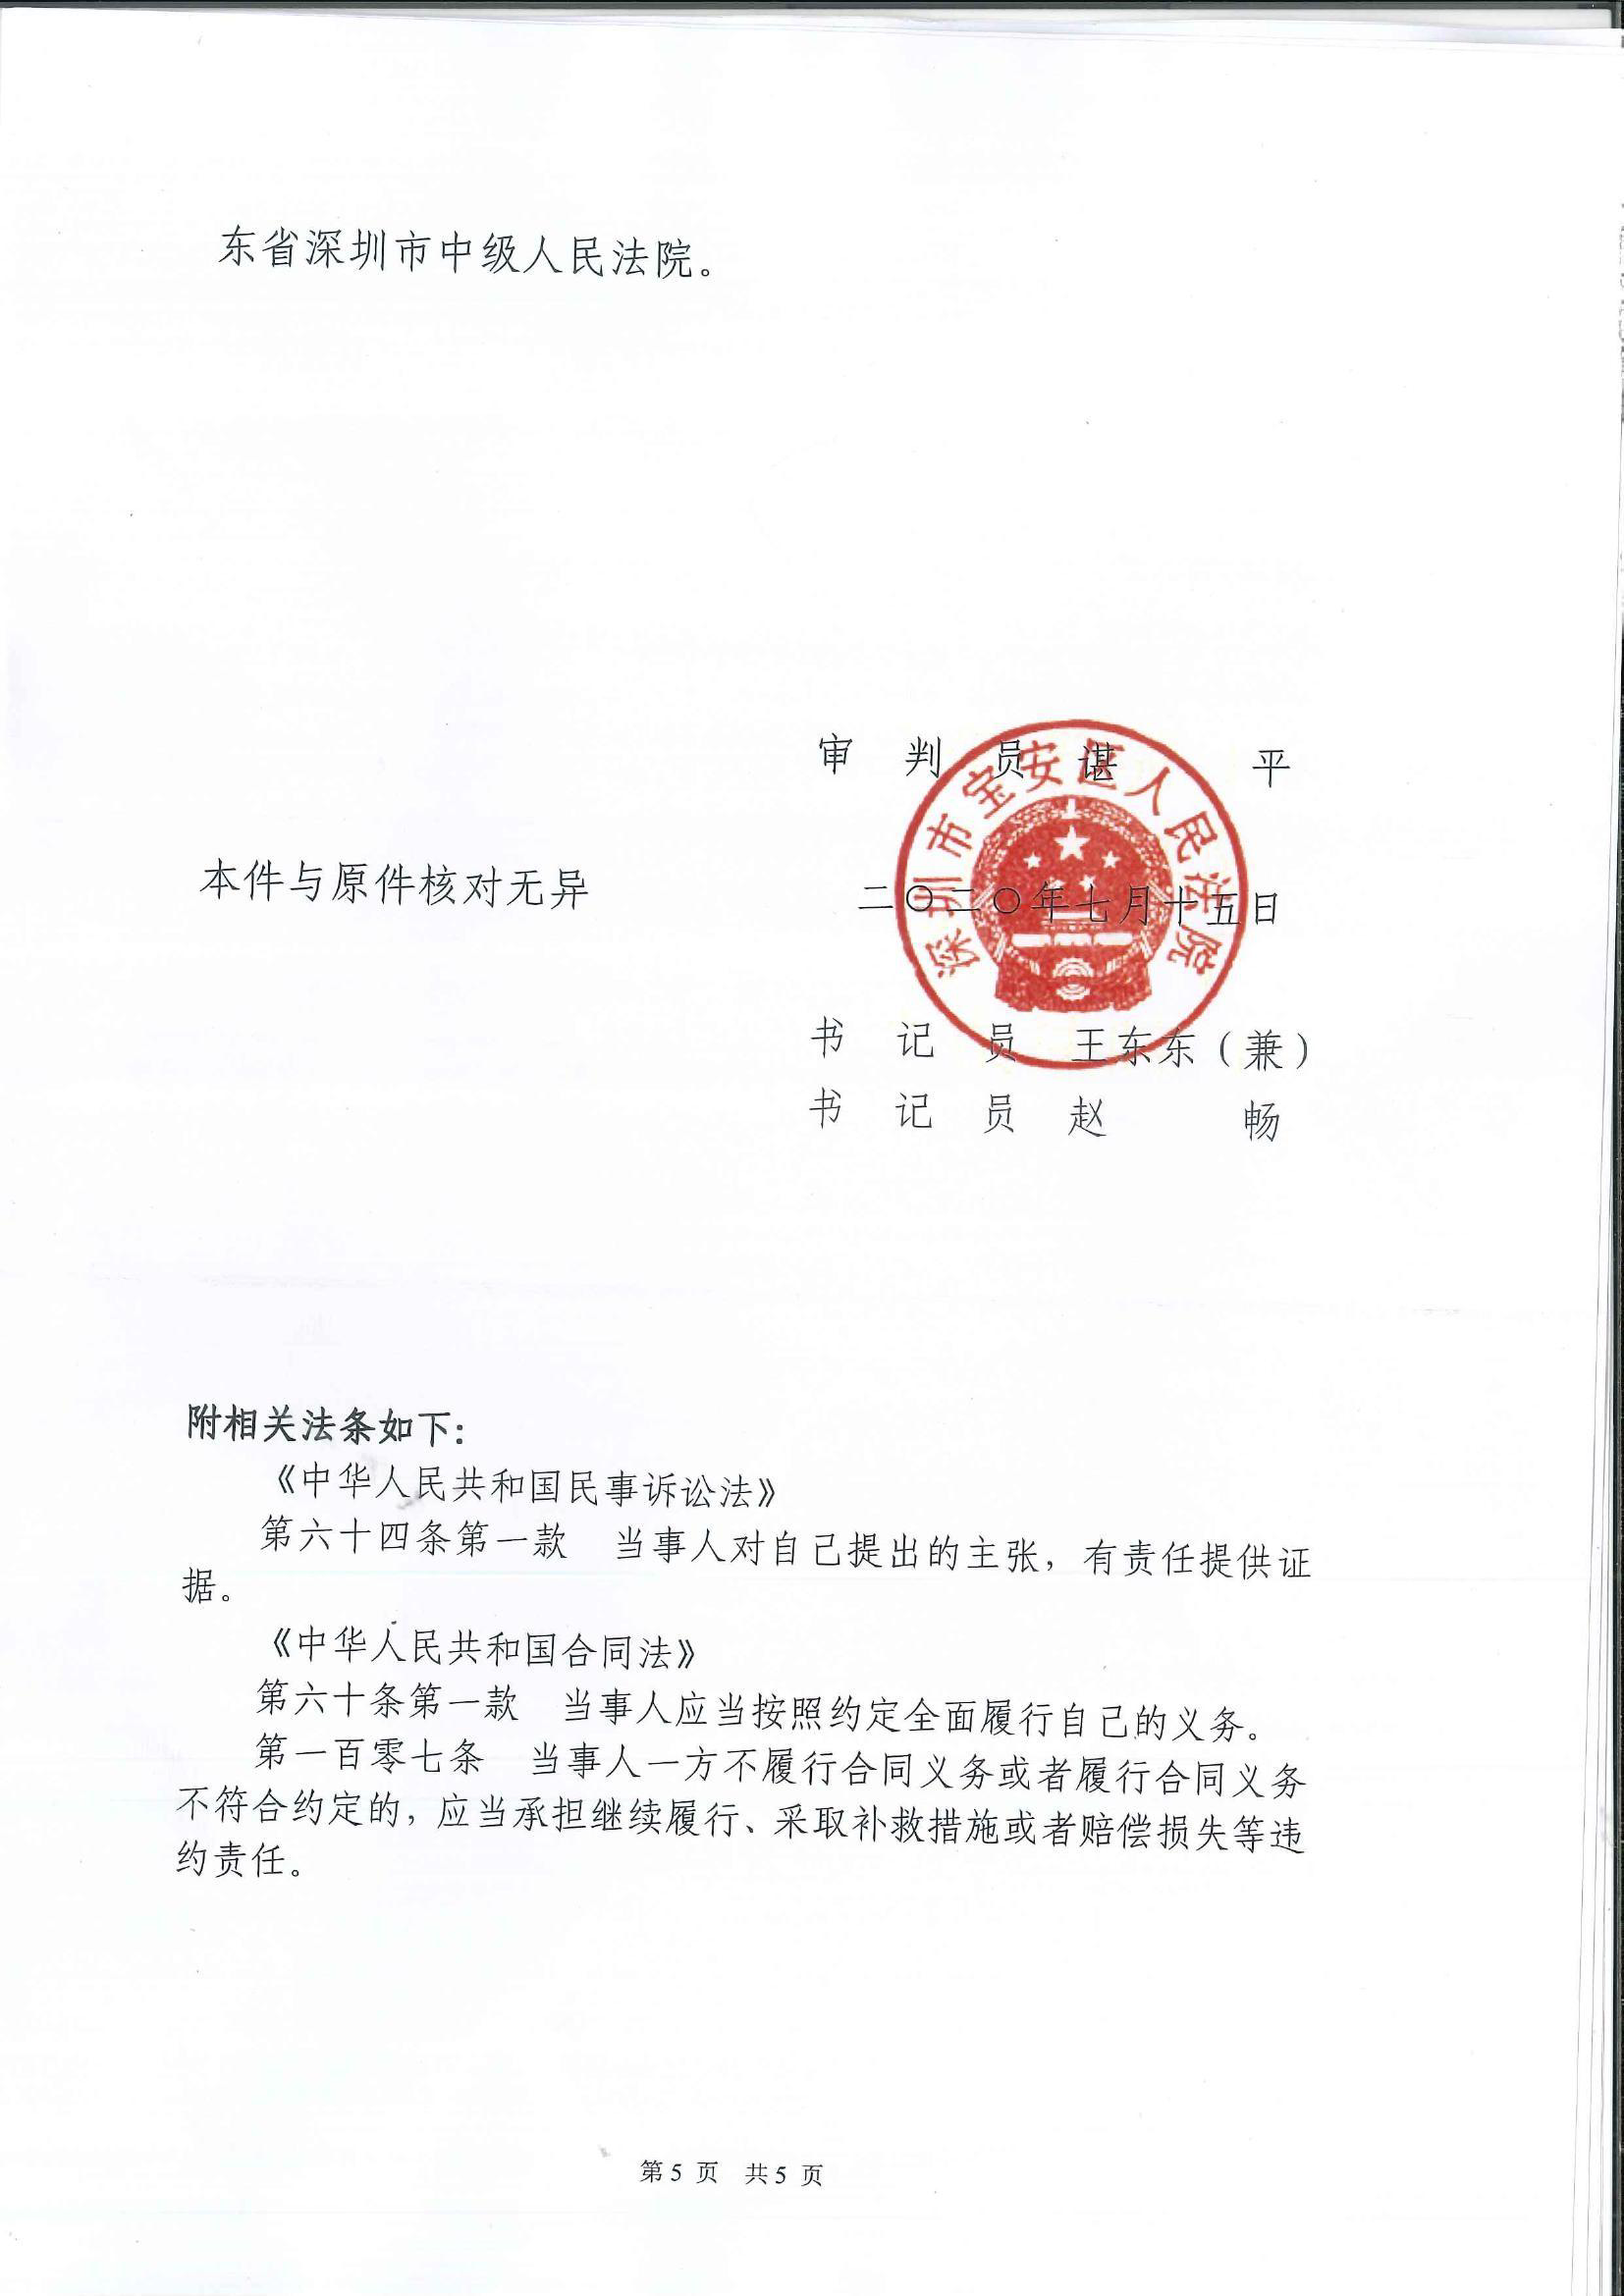 东省深圳市中级人民法院。
审 判 员 谌 平
深圳市宝安区人民法院
本件与原件核对无异
二〇二〇年七月十五日
书 记 员 王东东（兼）
书 记 员 赵 畅
附相关法条如下：
《中华人民共和国民事诉讼法》
第六十四条第一款 当事人对自己提出的主张，有责任提供证
据。
《中华人民共和国合同法》
第六十条第一款 当事人应当按照约定全面履行自己的义务。
第一百零七条 当事人一方不履行合同义务或者履行合同义务
不符合约定的，应当承担继续履行、采取补救措施或者赔偿损失等违
约责任。
第5页 共5页